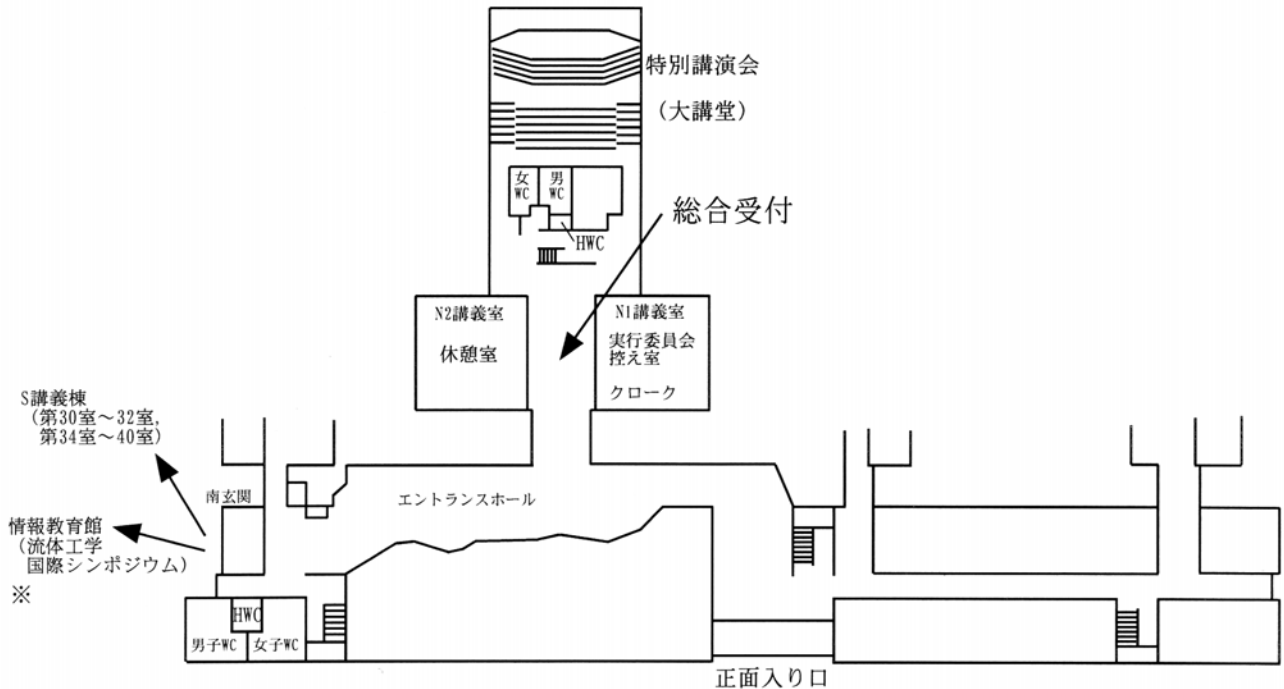 特別講演会
(大講堂)
女
WC
男
WC
HWC
総合受付
N2講義室
休憩室
N1講義室
実行委員会
控え室
クローク
S講義棟
(第30室～32室,
第34室～40室)
南玄関
エントランスホール
情報教育館
(流体工学
国際シンポジウム)
※
HWC
男子WC
女子WC
正面入り口